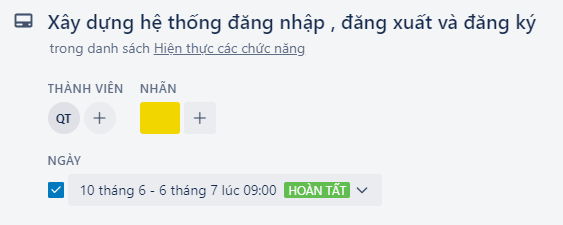 Xây dựng hệ thống đăng nhập , đăng xuất và đăng ký
trong danh sách Hiện thực các chức năng
THÀNH VIÊN NHÃN
QT
NGÀY
10 tháng 6 - 6 tháng 7 lúc 09:00 HOÀN TẤT